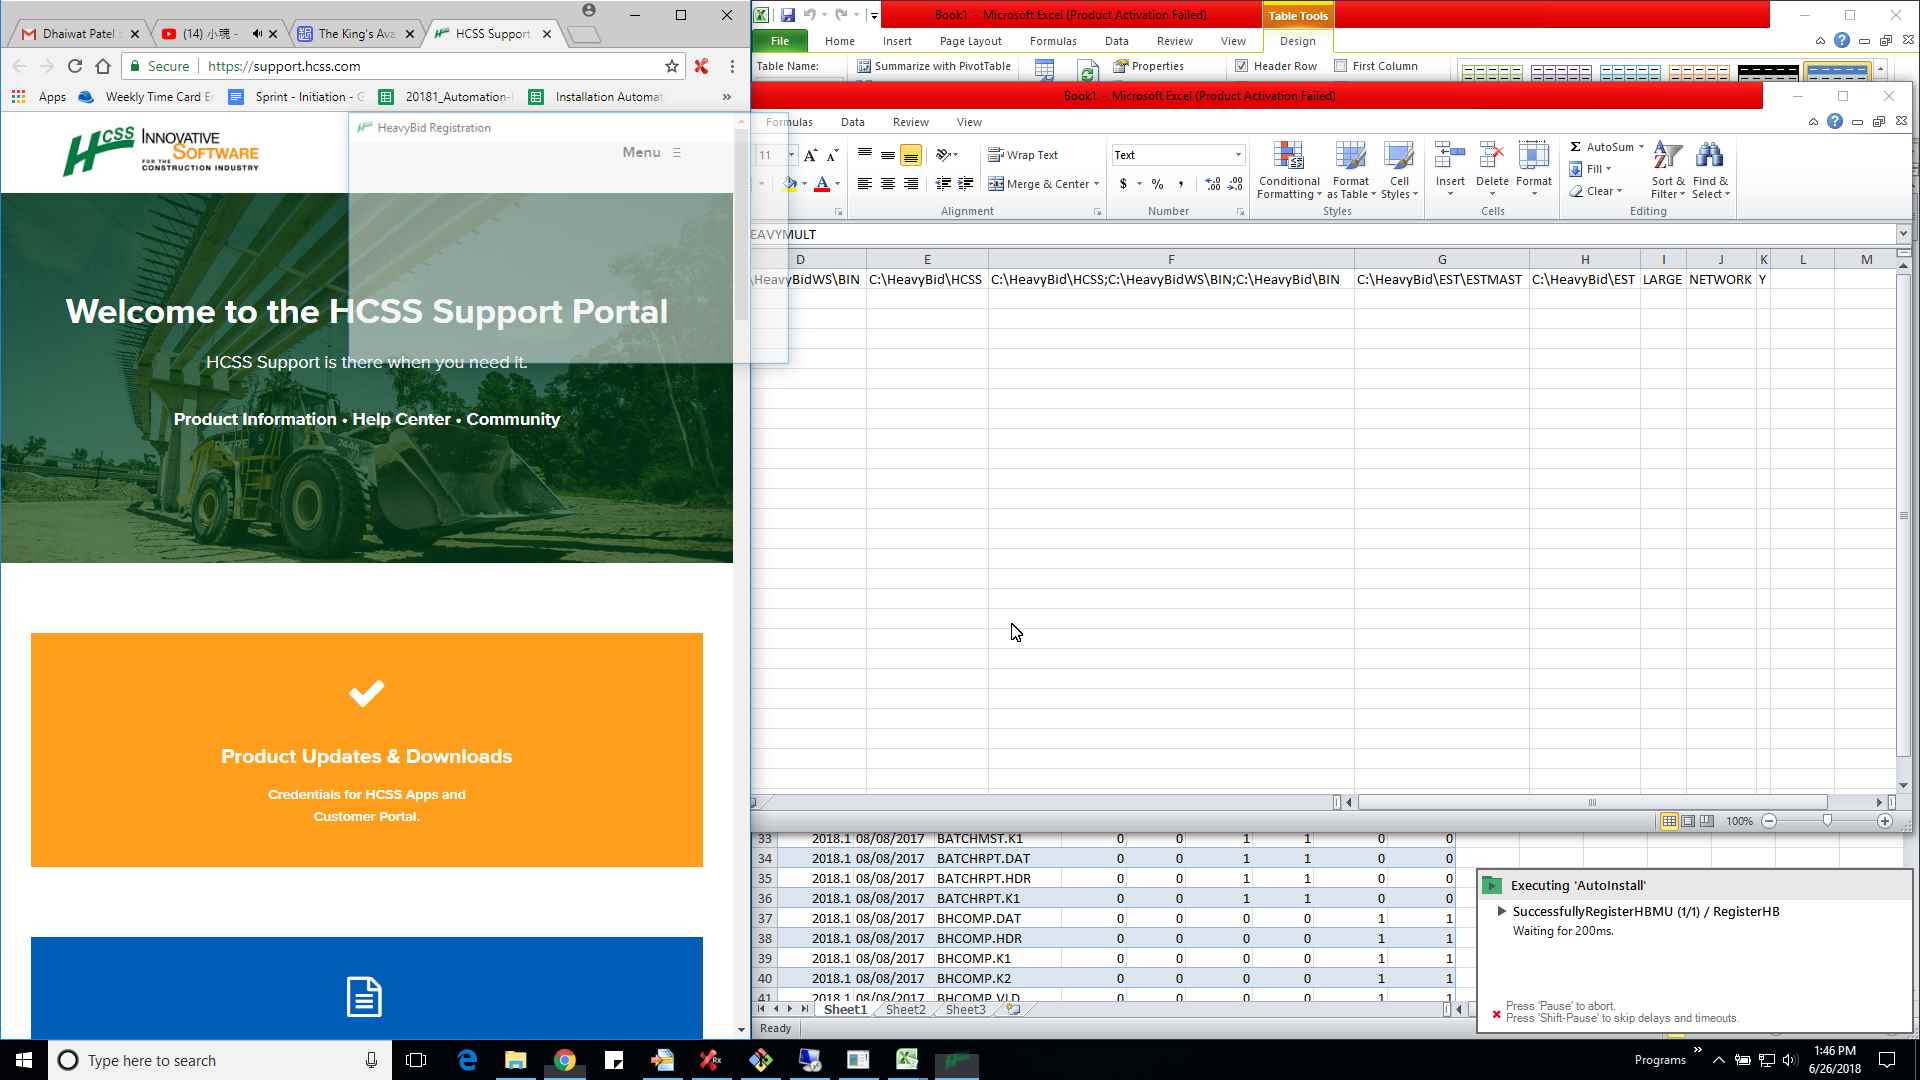 Dhaiwat Patel
(14) 小魂 -
The King's Ava
HCSS Support
Secure
https://support.hcss.com
Apps
Weekly Time Card E
Sprint - Initiation - G
20181_Automation-
Installation Automat
»
HCSS INNOVATIVE SOFTWARE
FOR THE CONSTRUCTION INDUSTRY
HeavyBid Registration
Menu
Welcome to the HCSS Support Portal
HCSS Support is there when you need it.
Product Information • Help Center • Community
Product Updates & Downloads
Credentials for HCSS Apps and
Customer Portal.
Book1 - Microsoft Excel (Product Activation Failed)
Table Tools
File Home Insert Page Layout Formulas Data Review View Design
Table Name:
Summarize with PivotTable
Properties
Header Row
First Column
Book1 - Microsoft Excel (Product Activation Failed)
Formulas Data Review View
11
Wrap Text
Text
AutoSum
Fill
Clear
Merge & Center
$ % ,
Conditional Formatting
Format as Table
Cell Styles
Insert
Delete
Format
Sort & Filter
Find & Select
Alignment
Number
Styles
Cells
Editing
EAVYMULT
D E F G H I J K L M
\HeavyBidWS\BIN C:\HeavyBid\HCSS C:\HeavyBid\HCSS;C:\HeavyBidWS\BIN;C:\HeavyBid\BIN C:\HeavyBid\EST\ESTMAST C:\HeavyBid\EST LARGE NETWORK Y
100%
33 2018.1 08/08/2017 BATCHMST.K1 0 0 1 1 0 0
34 2018.1 08/08/2017 BATCHRPT.DAT 0 0 1 1 0 0
35 2018.1 08/08/2017 BATCHRPT.HDR 0 0 1 1 0 0
36 2018.1 08/08/2017 BATCHRPT.K1 0 0 1 1 0 0
37 2018.1 08/08/2017 BHCOMP.DAT 0 0 0 0 1 1
38 2018.1 08/08/2017 BHCOMP.HDR 0 0 0 0 1 1
39 2018.1 08/08/2017 BHCOMP.K1 0 0 0 0 1 1
40 2018.1 08/08/2017 BHCOMP.K2 0 0 0 0 1 1
41 2018.1 08/08/2017 BHCOMP.VLD 0 0 0 0 1 1
Sheet1 Sheet2 Sheet3
Ready
Executing 'AutoInstall'
SuccessfullyRegisterHBMU (1/1) / RegisterHB
Waiting for 200ms.
Press 'Pause' to abort.
Press 'Shift-Pause' to skip delays and timeouts.
Type here to search
Programs
1:46 PM
6/26/2018